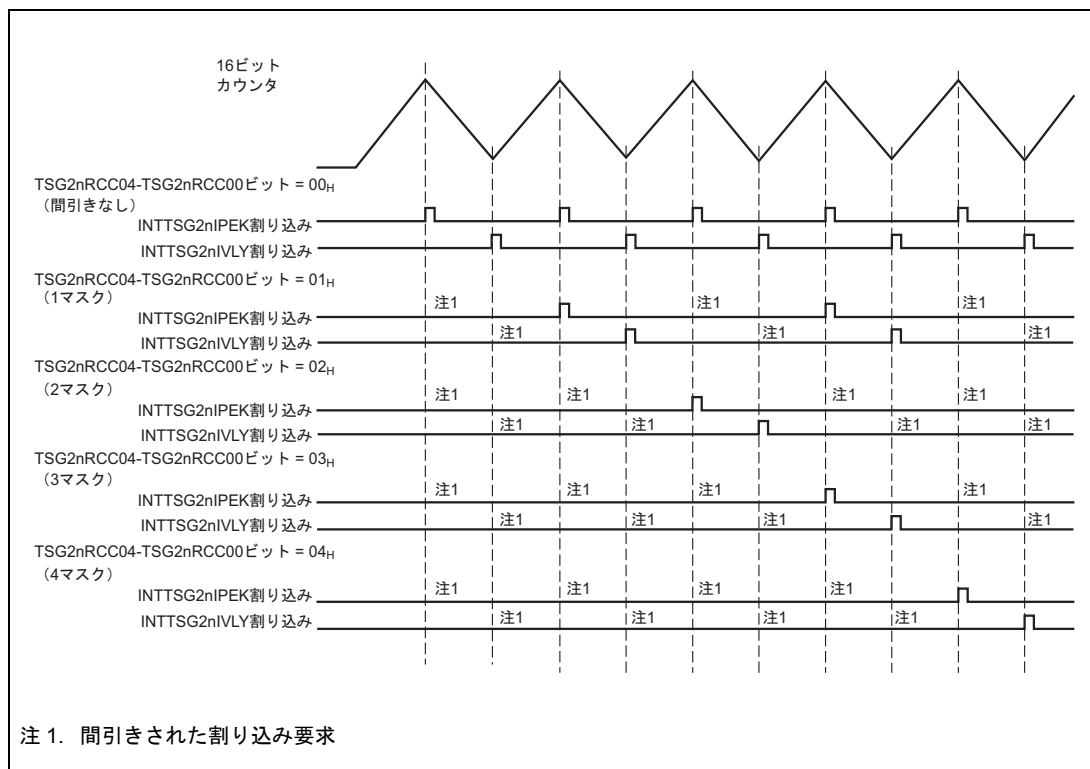 16ビット
カウンタ
TSG2nRCC04-TSG2nRCC00ビット = 00H
（間引きなし）
INTTSG2nIPEK割り込み
INTTSG2nIVLY割り込み
TSG2nRCC04-TSG2nRCC00ビット = 01H
（1マスク）
注1 注1 注1
INTTSG2nIPEK割り込み
注1 注1 注1
INTTSG2nIVLY割り込み
TSG2nRCC04-TSG2nRCC00ビット = 02H
（2マスク）
注1 注1 注1 注1
INTTSG2nIPEK割り込み
注1 注1 注1 注1
INTTSG2nIVLY割り込み
TSG2nRCC04-TSG2nRCC00ビット = 03H
（3マスク）
注1 注1 注1 注1
INTTSG2nIPEK割り込み
注1 注1 注1 注1
INTTSG2nIVLY割り込み
TSG2nRCC04-TSG2nRCC00ビット = 04H
（4マスク）
注1 注1 注1 注1
INTTSG2nIPEK割り込み
注1 注1 注1 注1
INTTSG2nIVLY割り込み
注 1. 間引きされた割り込み要求